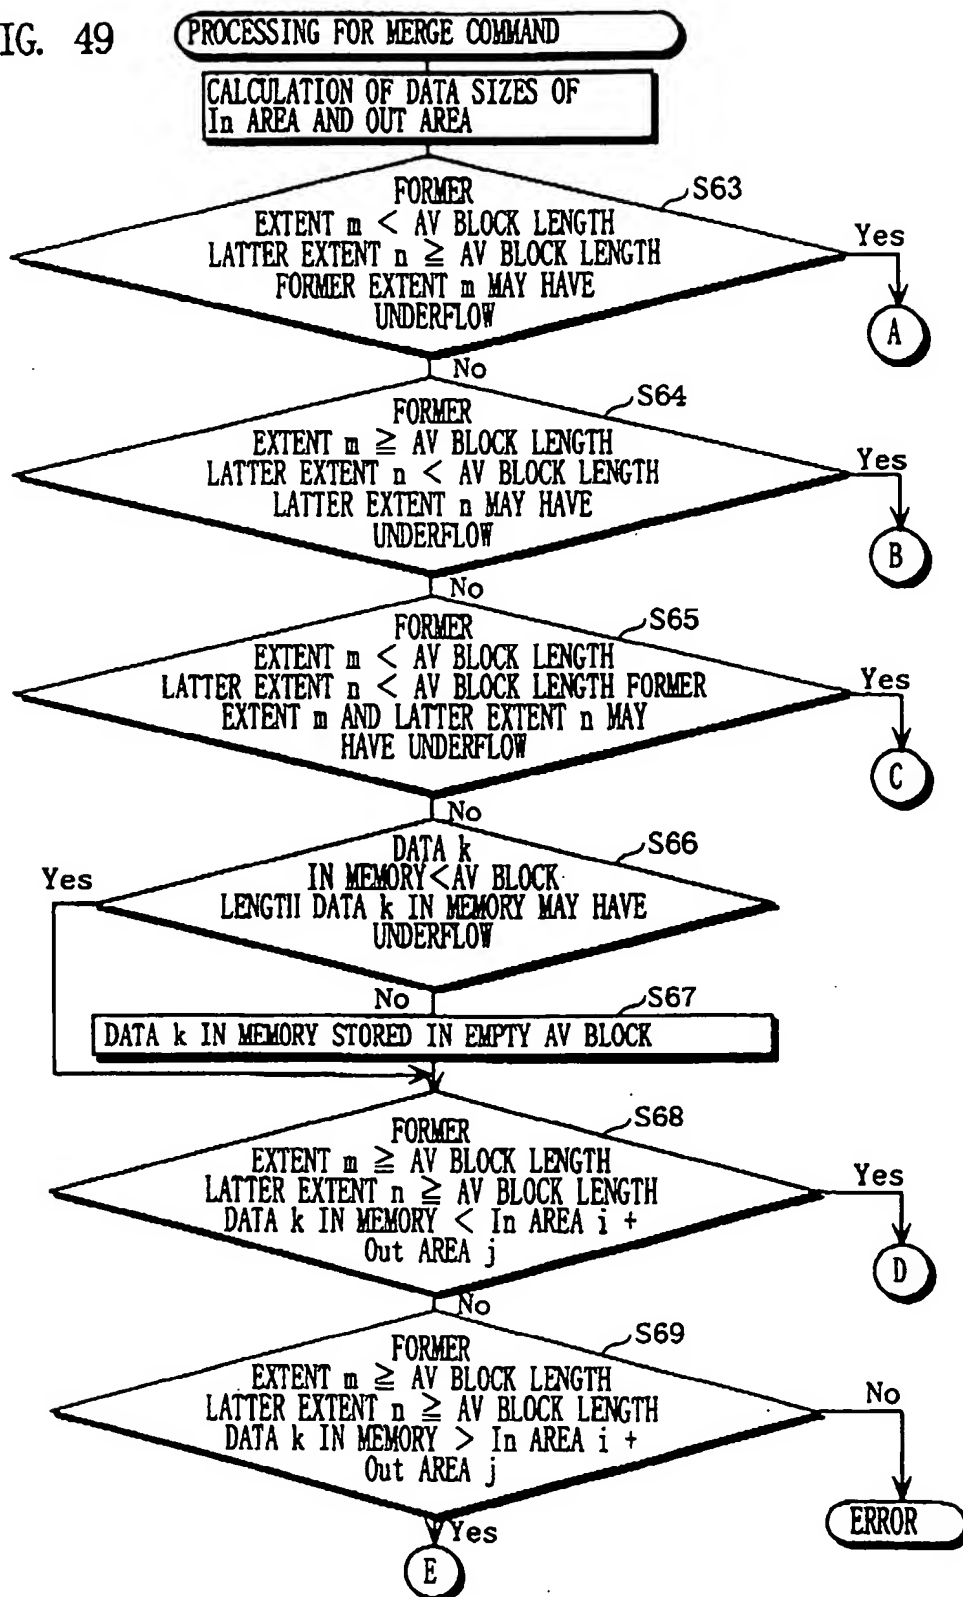 IG. 49
PROCESSING FOR MERGE COMMAND
CALCULATION OF DATA SIZES OF
In AREA AND OUT AREA
S63
FORMER
EXTENT m < AV BLOCK LENGTH
LATTER EXTENT n ≧ AV BLOCK LENGTH
FORMER EXTENT m MAY HAVE
UNDERFLOW
Yes
A
No
S64
FORMER
EXTENT m ≧ AV BLOCK LENGTH
LATTER EXTENT n < AV BLOCK LENGTH
LATTER EXTENT n MAY HAVE
UNDERFLOW
Yes
B
No
S65
FORMER
EXTENT m < AV BLOCK LENGTH
LATTER EXTENT n < AV BLOCK LENGTH FORMER
EXTENT m AND LATTER EXTENT n MAY
HAVE UNDERFLOW
Yes
C
No
S66
DATA k
IN MEMORY<AV BLOCK
LENGTH DATA k IN MEMORY MAY HAVE
UNDERFLOW
Yes
No
S67
DATA k IN MEMORY STORED IN EMPTY AV BLOCK
S68
FORMER
EXTENT m ≧ AV BLOCK LENGTH
LATTER EXTENT n ≧ AV BLOCK LENGTH
DATA k IN MEMORY < In AREA i +
Out AREA j
Yes
D
No
S69
FORMER
EXTENT m ≧ AV BLOCK LENGTH
LATTER EXTENT n ≧ AV BLOCK LENGTH
DATA k IN MEMORY > In AREA i +
Out AREA j
No
ERROR
Yes
E